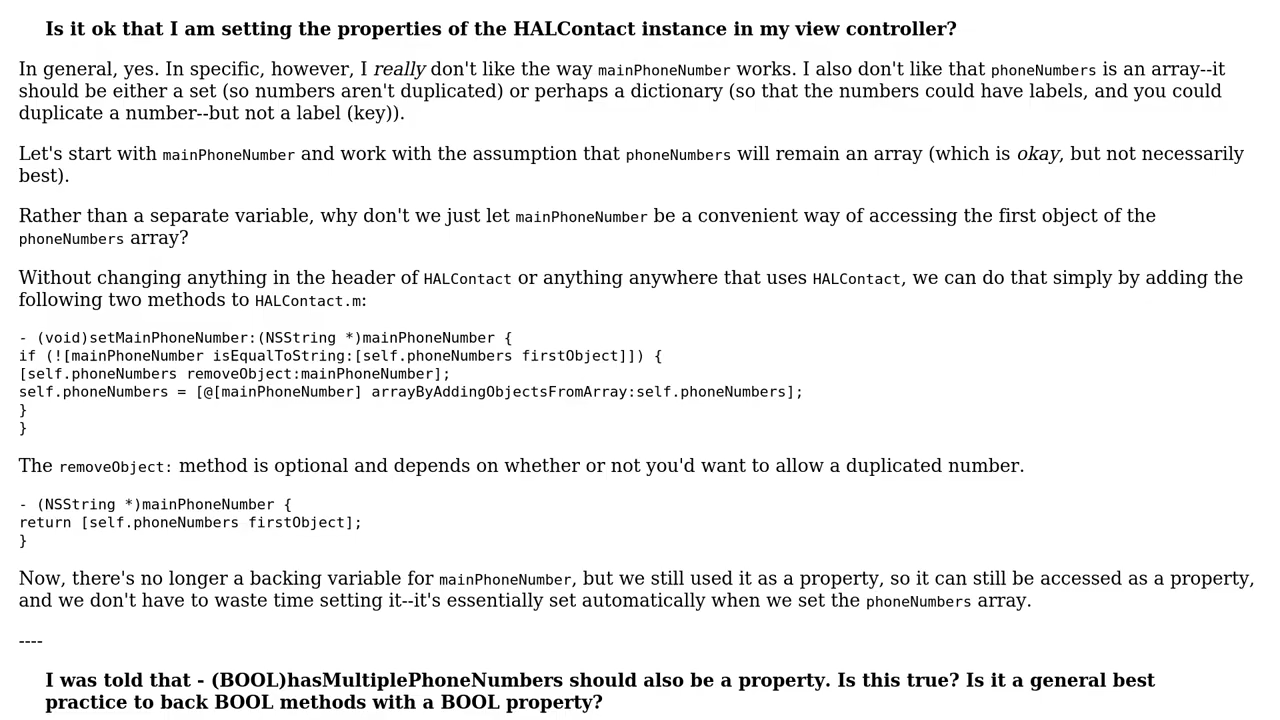 Is it ok that I am setting the properties of the HALContact instance in my view controller?
In general, yes. In specific, however, I really don't like the way mainPhoneNumber works. I also don't like that phoneNumbers is an array--it
should be either a set (so numbers aren't duplicated) or perhaps a dictionary (so that the numbers could have labels, and you could
duplicate a number--but not a label (key)).
Let's start with mainPhoneNumber and work with the assumption that phoneNumbers will remain an array (which is okay, but not necessarily
best).
Rather than a separate variable, why don't we just let mainPhoneNumber be a convenient way of accessing the first object of the
phoneNumbers array?
Without changing anything in the header of HALContact or anything anywhere that uses HALContact, we can do that simply by adding the
following two methods to HALContact.m:
- (void)setMainPhoneNumber:(NSString *)mainPhoneNumber {
if (![mainPhoneNumber isEqualToString:[self.phoneNumbers firstObject]]) {
[self.phoneNumbers removeObject:mainPhoneNumber];
self.phoneNumbers = [@[mainPhoneNumber] arrayByAddingObjectsFromArray:self.phoneNumbers];
}
}
The removeObject: method is optional and depends on whether or not you'd want to allow a duplicated number.
- (NSString *)mainPhoneNumber {
return [self.phoneNumbers firstObject];
}
Now, there's no longer a backing variable for mainPhoneNumber, but we still used it as a property, so it can still be accessed as a property,
and we don't have to waste time setting it--it's essentially set automatically when we set the phoneNumbers array.
----
I was told that - (BOOL)hasMultiplePhoneNumbers should also be a property. Is this true? Is it a general best
practice to back BOOL methods with a BOOL property?